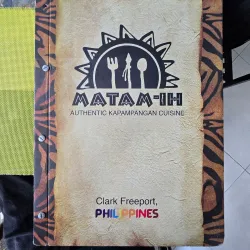 MATAM-IH
AUTHENTIC KAPAMPANGAN CUISINE
Clark Freeport,
PHILIPPINES